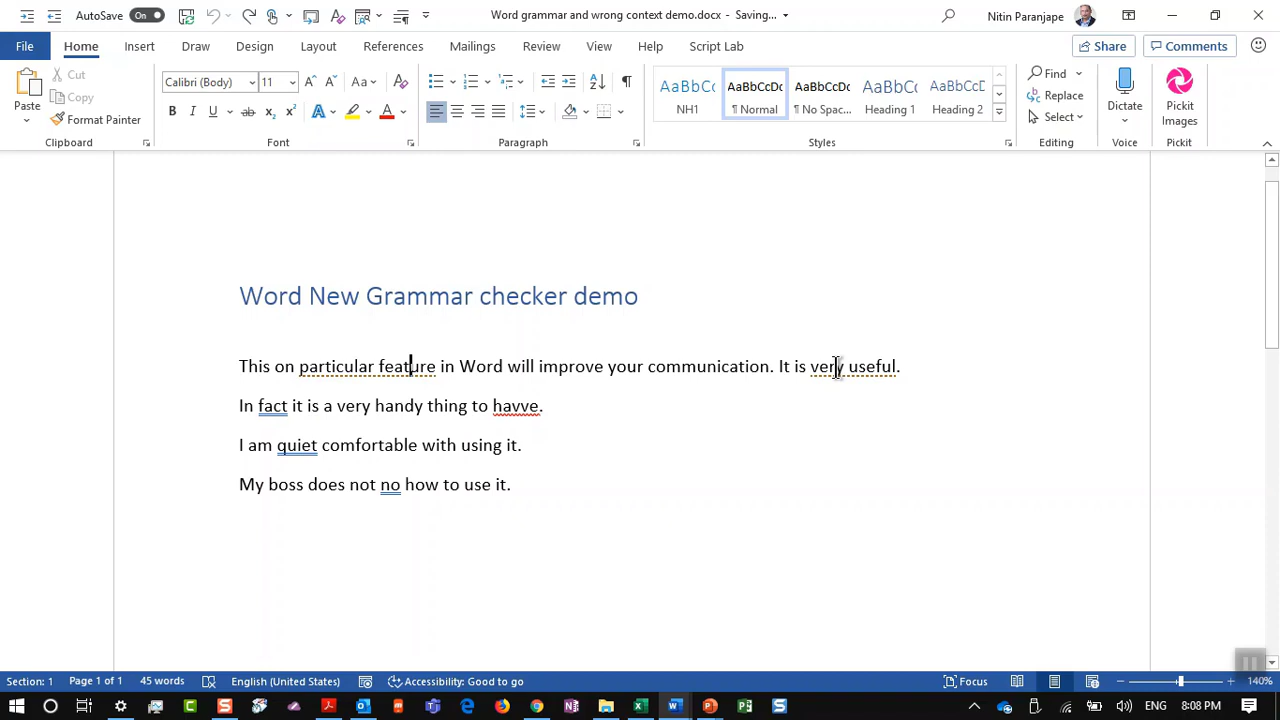 AutoSave On Word grammar and wrong context demo.docx - Saving... Nitin Paranjape
File Home Insert Draw Design Layout References Mailings Review View Help Script Lab Share Comments
Cut Calibri (Body) 11 Aa A Find
Copy Replace
Paste Format Painter B I U ab x₂ x² A A Select Dictate Pickit Images
AaBbCc AaBbCcDc AaBbCcDc AaBbCc AaBbCcD
NH1 ¶ Normal ¶ No Spac... Heading 1 Heading 2
Clipboard Font Paragraph Styles Editing Voice Pickit
Word New Grammar checker demo
This on particular feature in Word will improve your communication. It is very useful.
In fact it is a very handy thing to havve.
I am quiet comfortable with using it.
My boss does not no how to use it.
Section: 1 Page 1 of 1 45 words English (United States) Accessibility: Good to go Focus 140%
ENG 8:08 PM